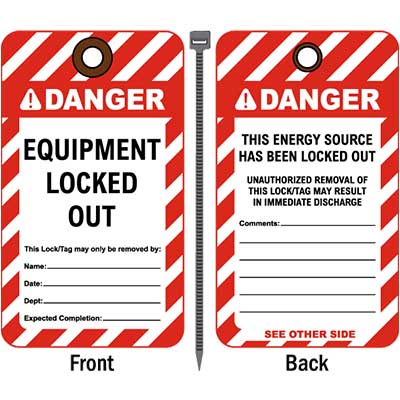 DANGER
EQUIPMENT
LOCKED
OUT
This Lock/Tag may only be removed by:
Name:
Date:
Dept:
Expected Completion:
Front
DANGER
THIS ENERGY SOURCE
HAS BEEN LOCKED OUT
UNAUTHORIZED REMOVAL OF
THIS LOCK/TAG MAY RESULT
IN IMMEDIATE DISCHARGE
Comments:
SEE OTHER SIDE
Back